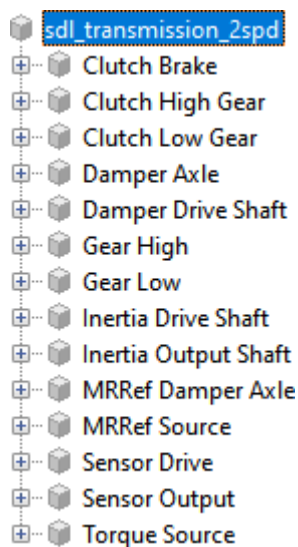 sdl_transmission_2spd
Clutch Brake
Clutch High Gear
Clutch Low Gear
Damper Axle
Damper Drive Shaft
Gear High
Gear Low
Inertia Drive Shaft
Inertia Output Shaft
MRRef Damper Axle
MRRef Source
Sensor Drive
Sensor Output
Torque Source